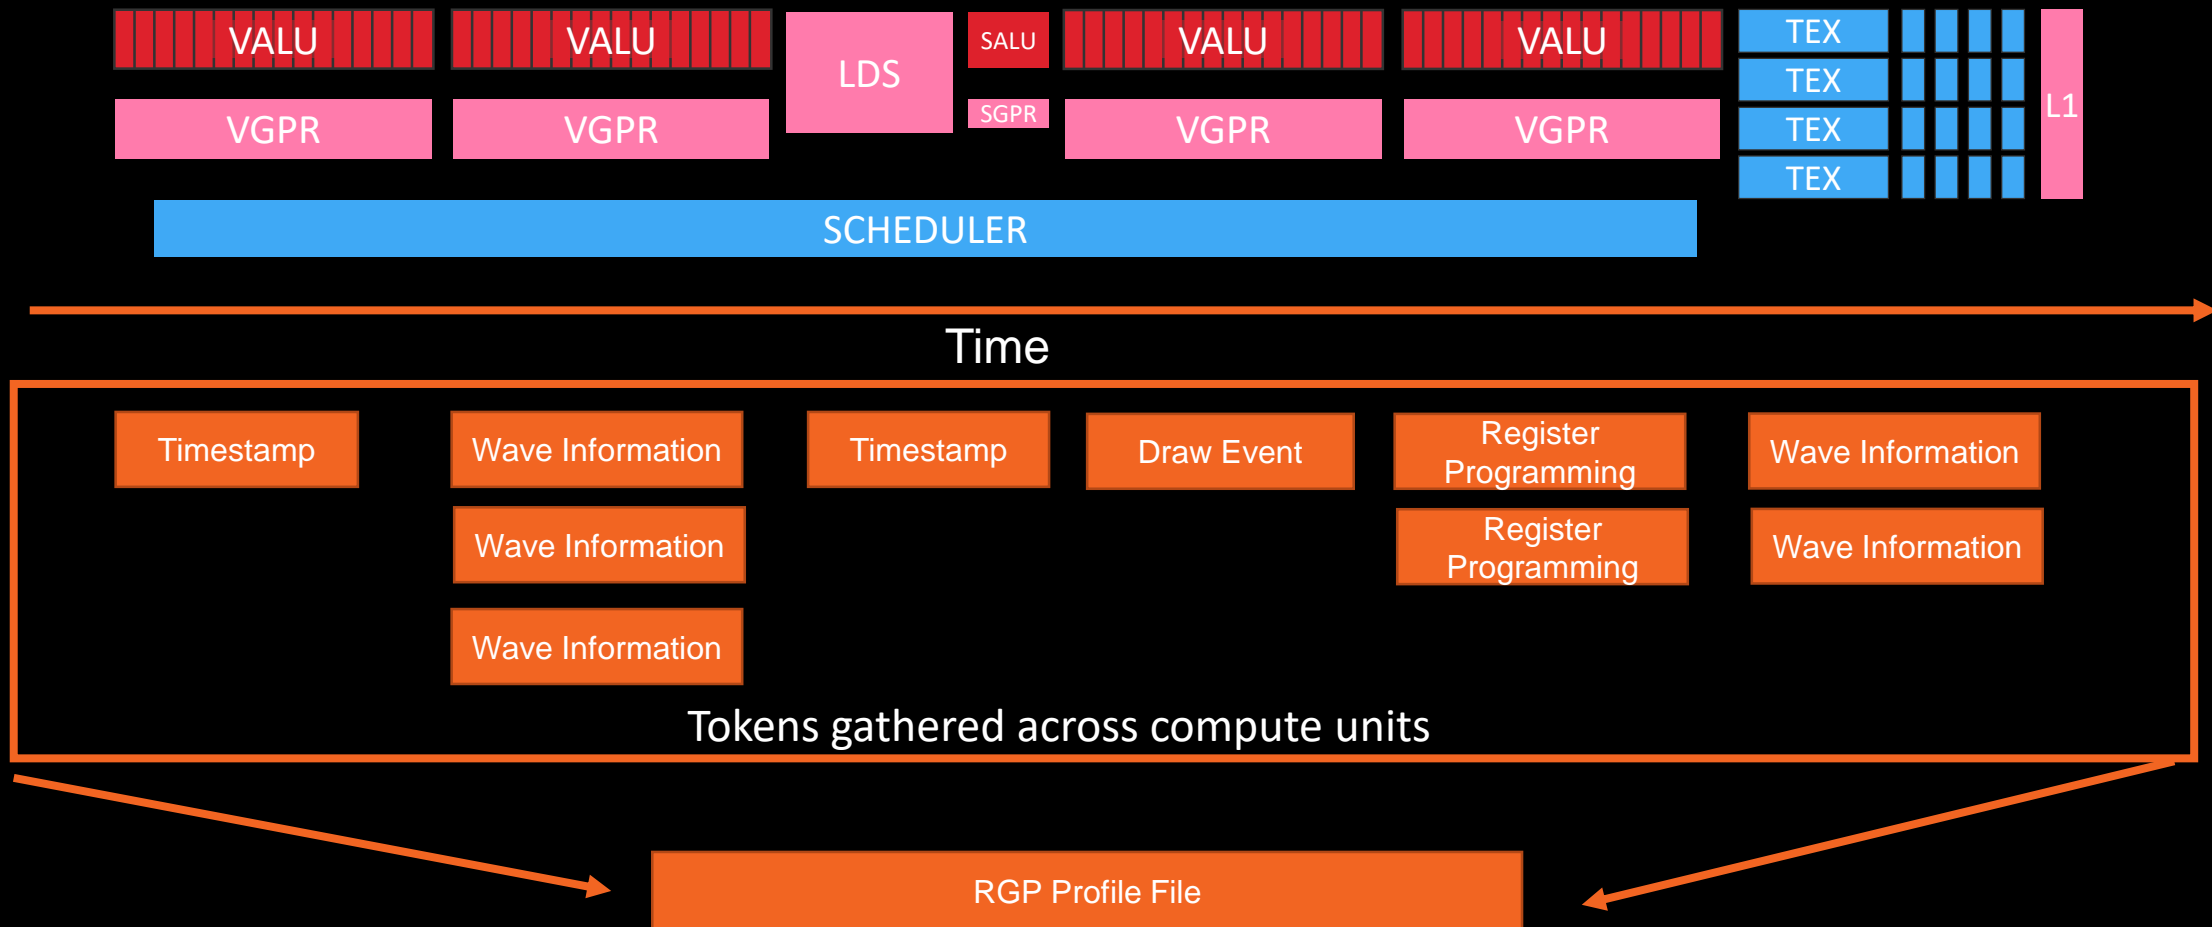 VALU
VALU
LDS
SALU
VALU
VALU
TEX
TEX
TEX
TEX
L1
VGPR
VGPR
SGPR
VGPR
VGPR
SCHEDULER
Time
Timestamp
Wave Information
Timestamp
Draw Event
Register
Programming
Wave Information
Wave Information
Register
Programming
Wave Information
Wave Information
Tokens gathered across compute units
RGP Profile File